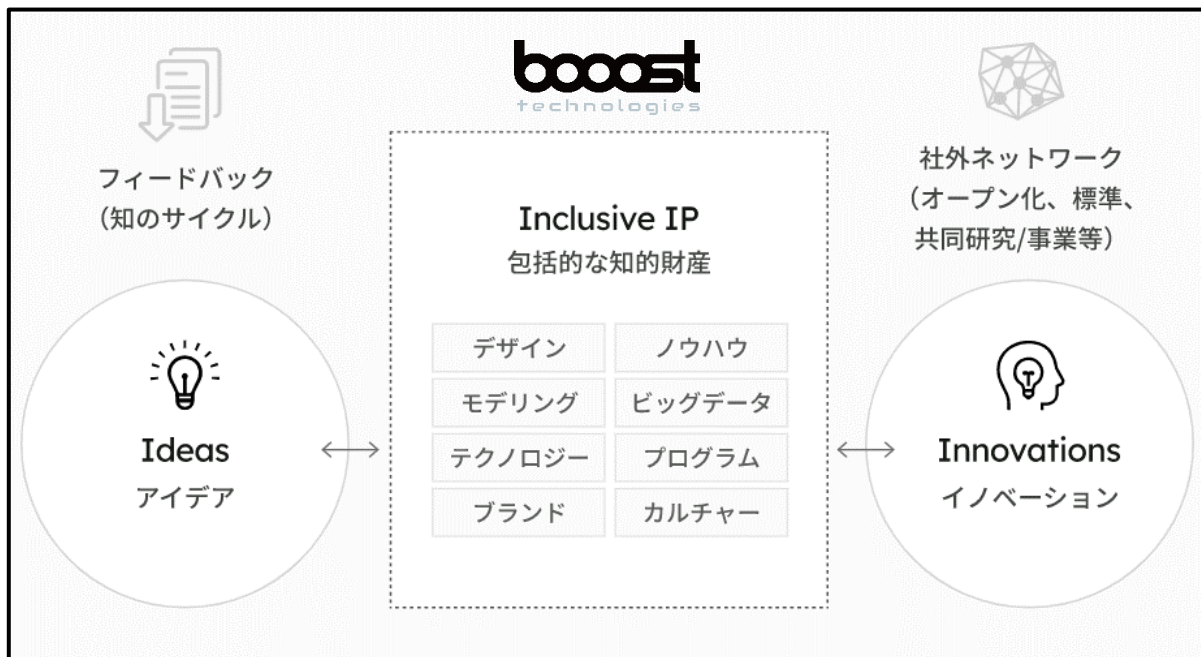 booost
technologies
フィードバック
（知のサイクル）
Ideas
アイデア
Inclusive IP
包括的な知的財産
デザイン
ノウハウ
モデリング
ビッグデータ
テクノロジー
プログラム
ブランド
カルチャー
社外ネットワーク
（オープン化、標準、
共同研究/事業等）
Innovations
イノベーション